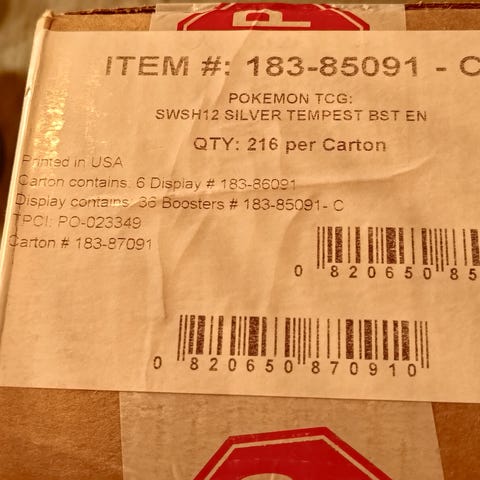 P
ITEM #: 183-85091 - C
POKEMON TCG:
SWSH12 SILVER TEMPEST BST EN
QTY: 216 per Carton
Printed in USA
Carton contains: 6 Display # 183-86091
Display contains: 36 Boosters # 183-85091- C
TPCI: PO-023349
Carton # 183-87091
0 820650 85
0 820650 870910